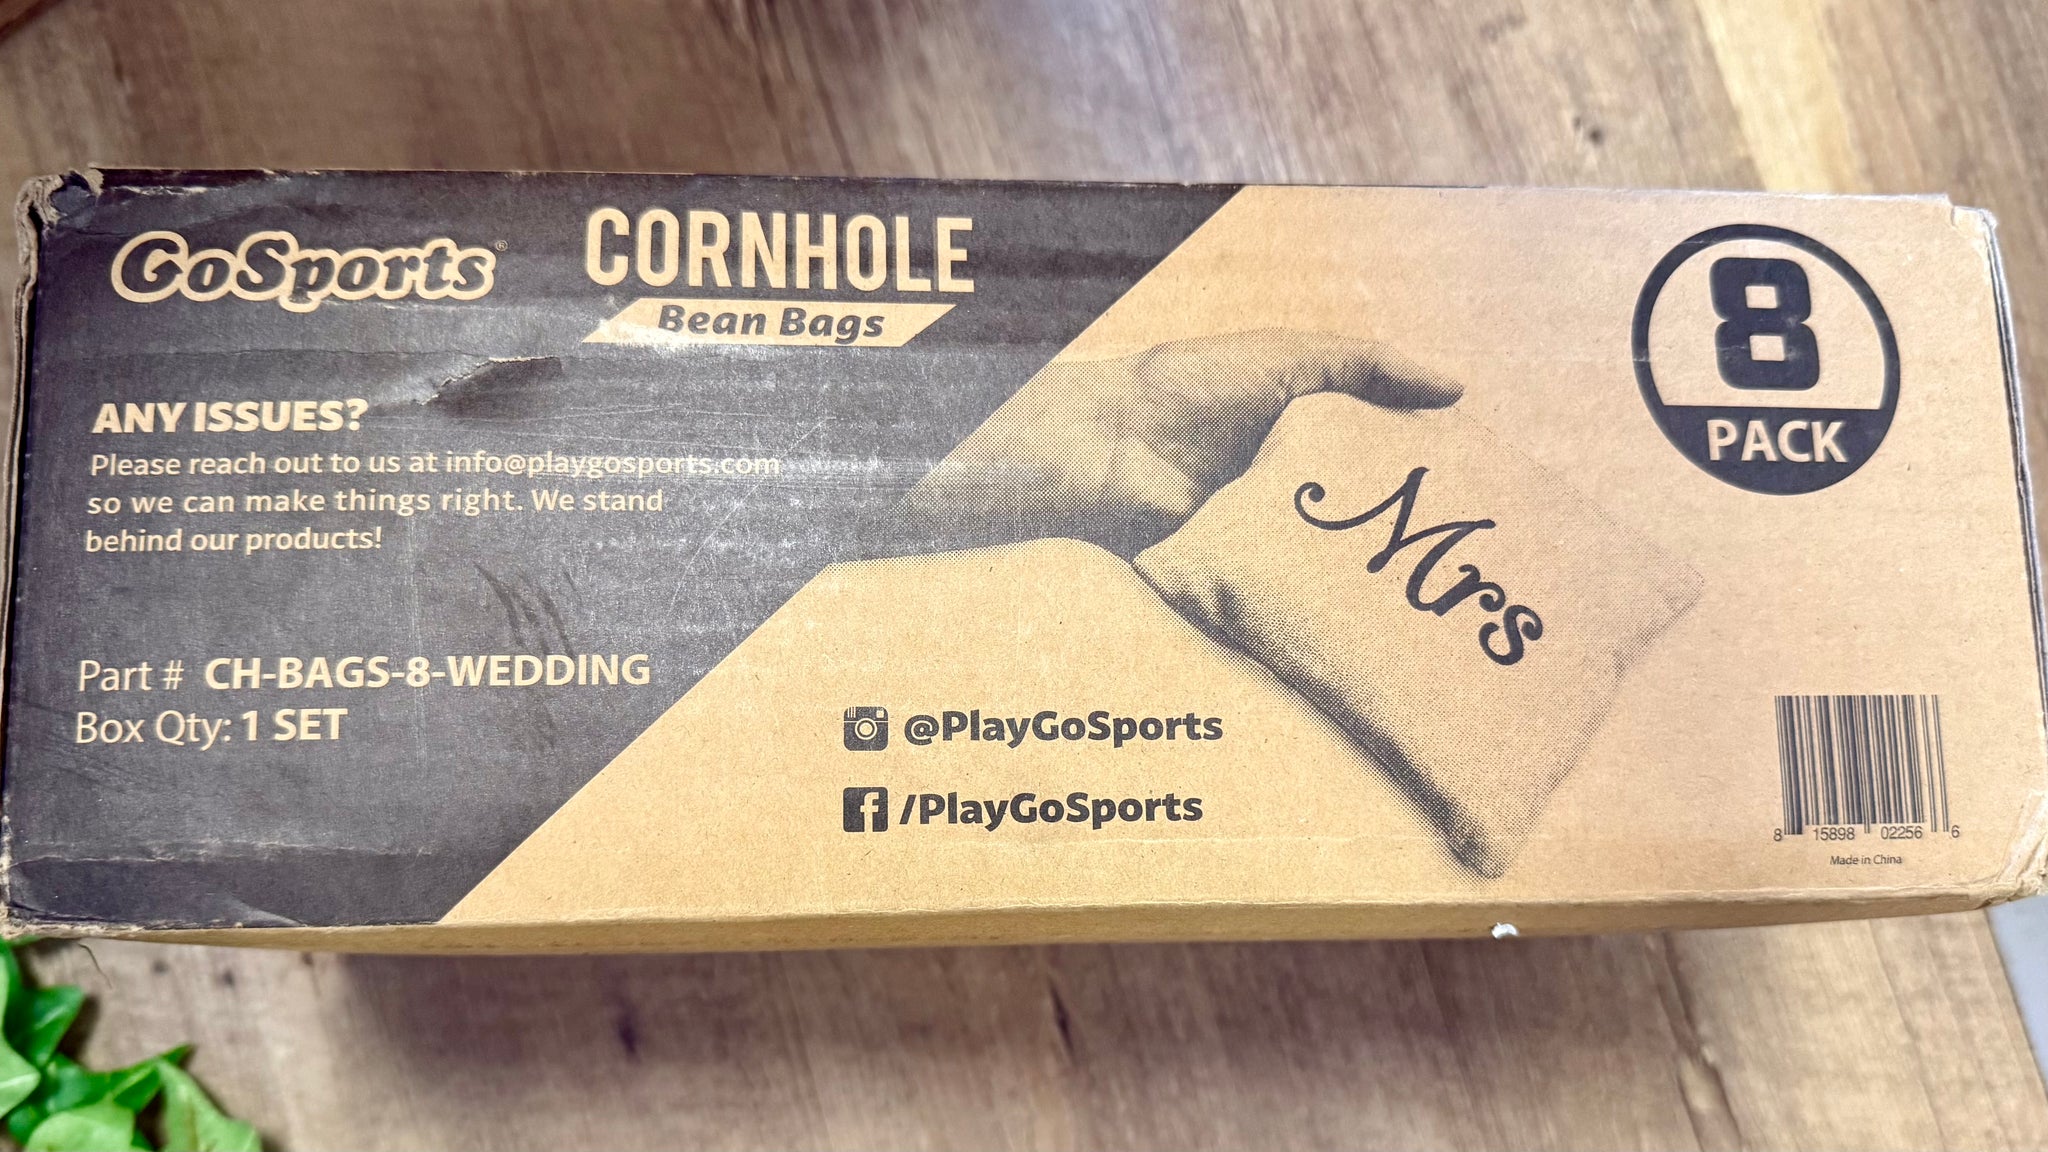 GoSports®
CORNHOLE
Bean Bags
8
PACK
ANY ISSUES?
Please reach out to us at info@playgosports.com
so we can make things right. We stand
behind our products!
Mrs
Part # CH-BAGS-8-WEDDING
Box Qty: 1 SET
@PlayGoSports
f /PlayGoSports
8 15898 02256 6
Made in China